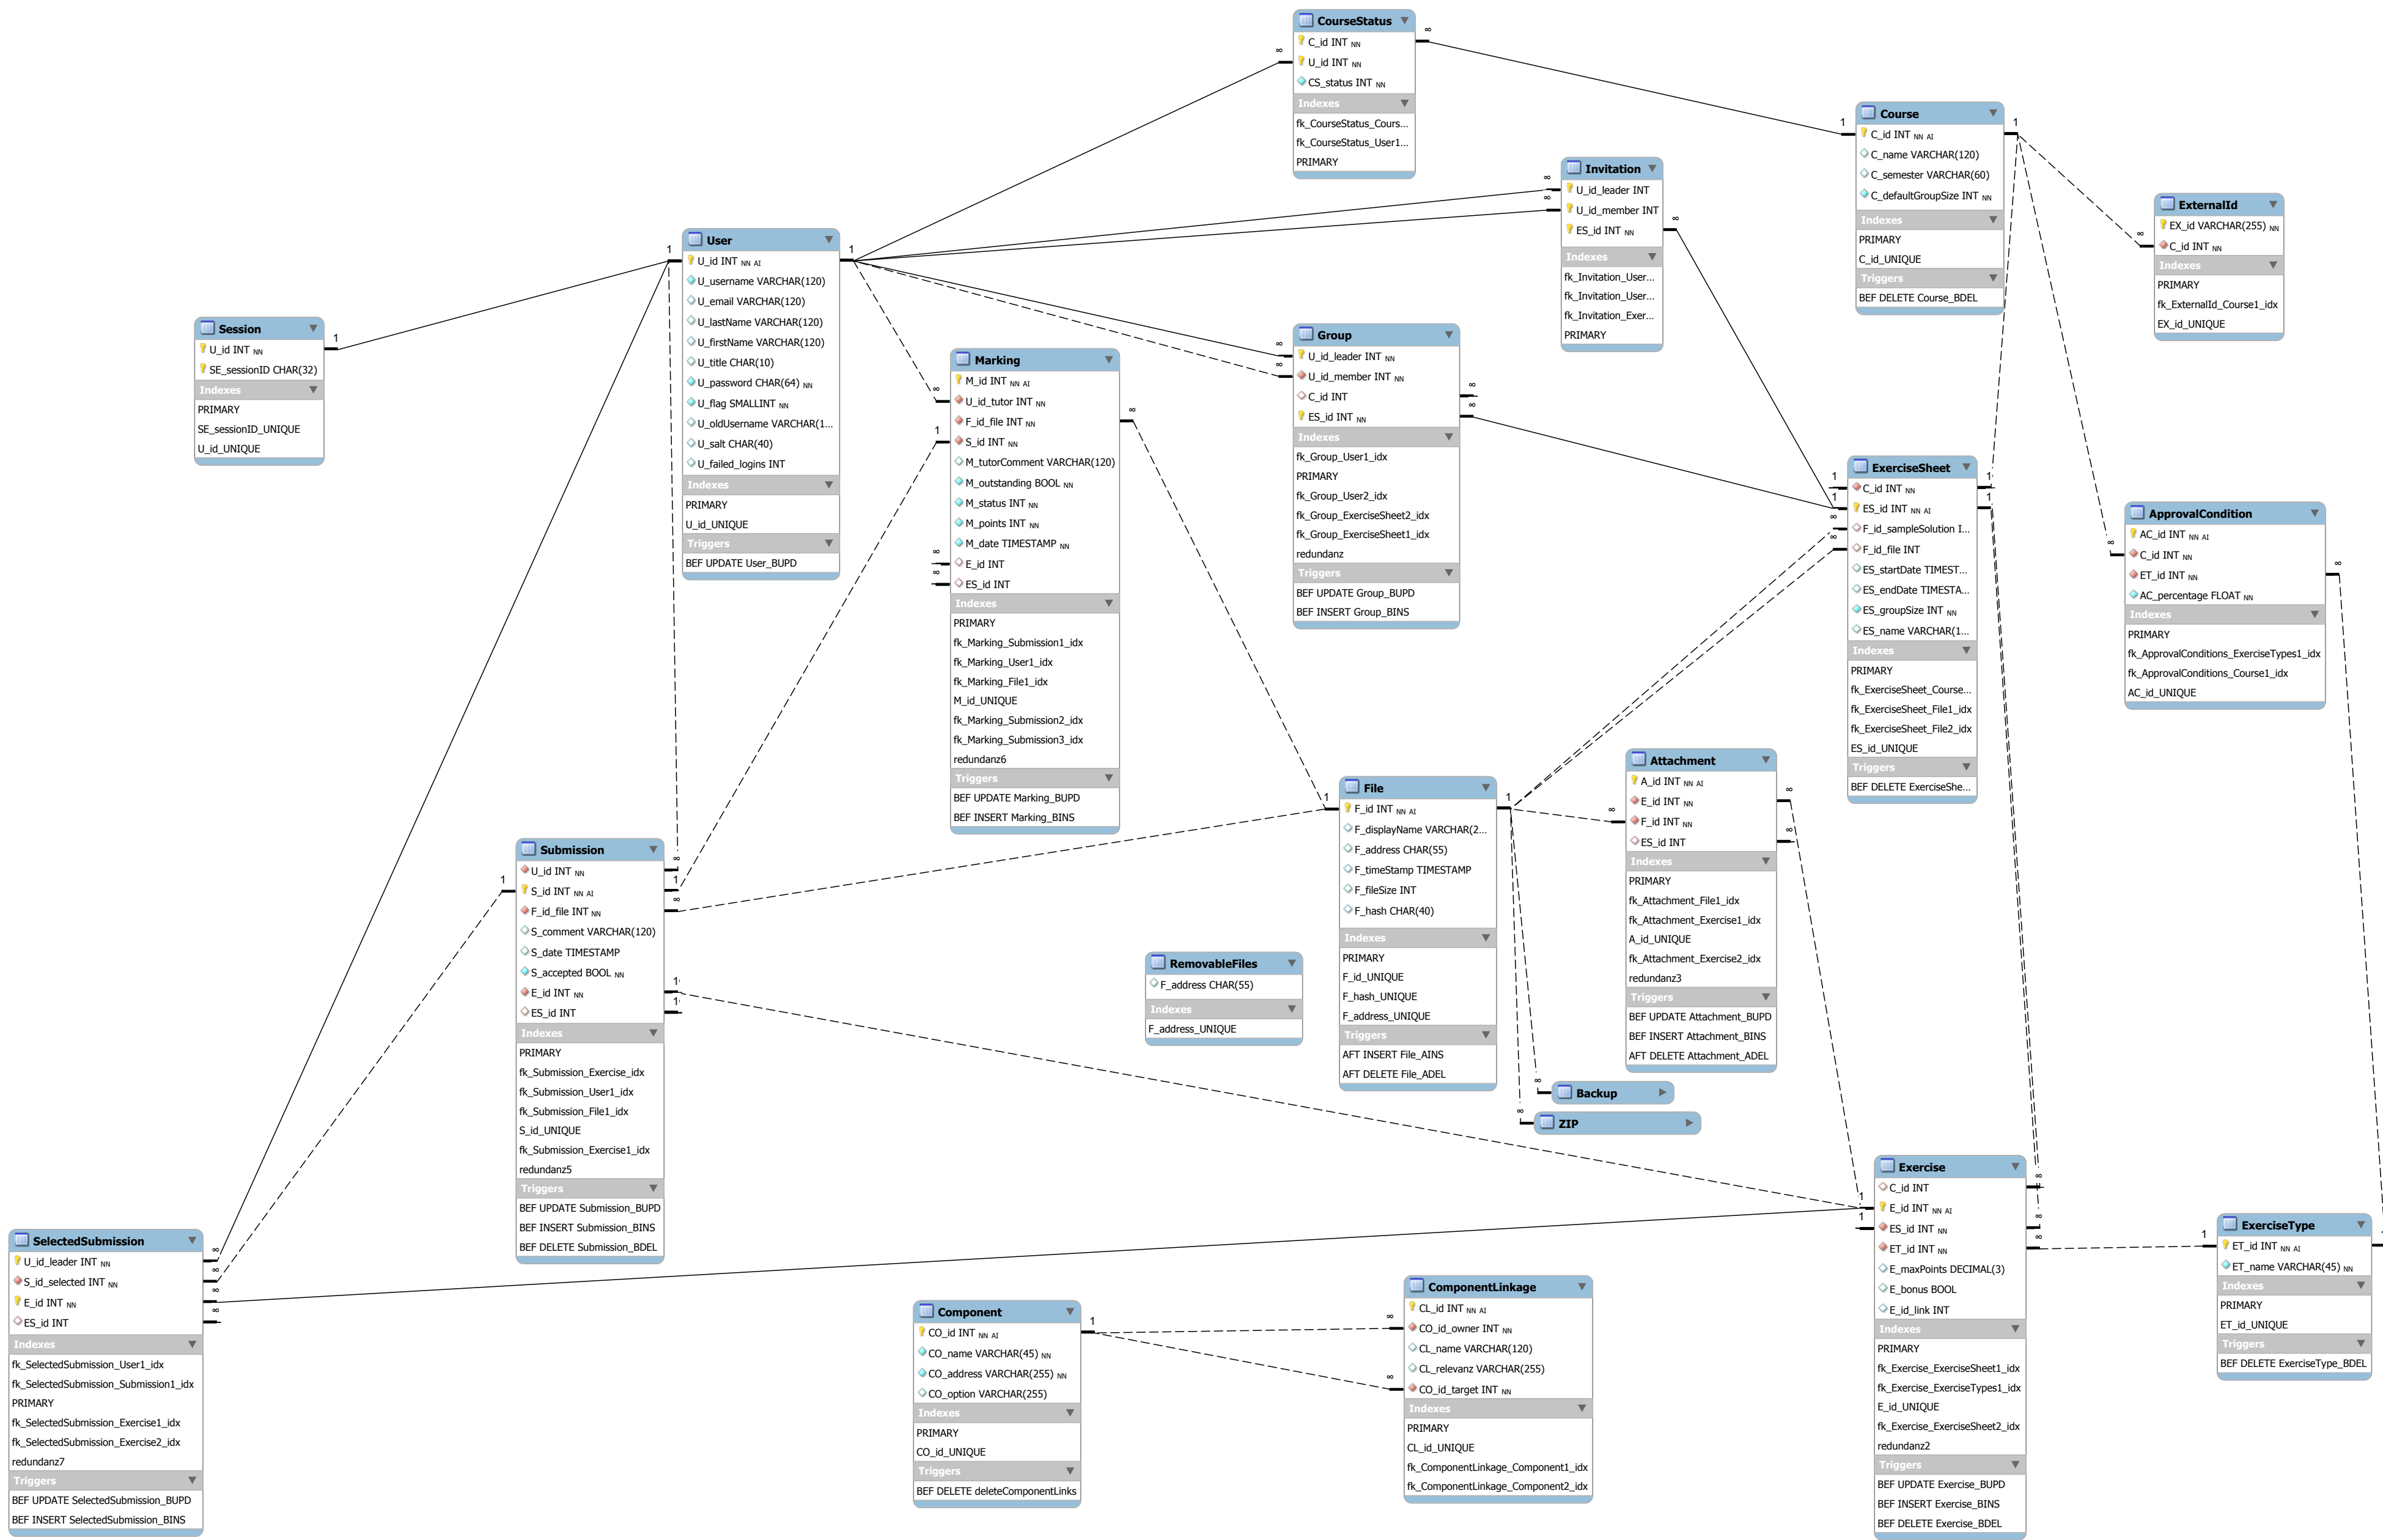 CourseStatus
C_id INT NN
U_id INT NN
CS_status INT NN
Indexes
fk_CourseStatus_Cours...
fk_CourseStatus_User1...
PRIMARY
Course
C_id INT NN AI
C_name VARCHAR(120)
C_semester VARCHAR(60)
C_defaultGroupSize INT NN
Indexes
PRIMARY
C_id_UNIQUE
Triggers
BEF DELETE Course_BDEL
Invitation
U_id_leader INT
U_id_member INT
ES_id INT NN
Indexes
fk_Invitation_User...
fk_Invitation_User...
fk_Invitation_Exer...
PRIMARY
ExternalId
EX_id VARCHAR(255) NN
C_id INT NN
Indexes
PRIMARY
fk_ExternalId_Course1_idx
EX_id_UNIQUE
User
U_id INT NN AI
U_username VARCHAR(120)
U_email VARCHAR(120)
U_lastName VARCHAR(120)
U_firstName VARCHAR(120)
U_title CHAR(10)
U_password CHAR(64) NN
U_flag SMALLINT NN
U_oldUsername VARCHAR(1...
U_salt CHAR(40)
U_failed_logins INT
Indexes
PRIMARY
U_id_UNIQUE
Triggers
BEF UPDATE User_BUPD
Session
U_id INT NN
SE_sessionID CHAR(32)
Indexes
PRIMARY
SE_sessionID_UNIQUE
U_id_UNIQUE
Marking
M_id INT NN AI
U_id_tutor INT NN
F_id_file INT NN
S_id INT NN
M_tutorComment VARCHAR(120)
M_outstanding BOOL NN
M_status INT NN
M_points INT NN
M_date TIMESTAMP NN
E_id INT
ES_id INT
Indexes
PRIMARY
fk_Marking_Submission1_idx
fk_Marking_User1_idx
fk_Marking_File1_idx
M_id_UNIQUE
fk_Marking_Submission2_idx
fk_Marking_Submission3_idx
redundanz6
Triggers
BEF UPDATE Marking_BUPD
BEF INSERT Marking_BINS
Group
U_id_leader INT NN
U_id_member INT NN
C_id INT
ES_id INT NN
Indexes
fk_Group_User1_idx
PRIMARY
fk_Group_User2_idx
fk_Group_ExerciseSheet2_idx
fk_Group_ExerciseSheet1_idx
redundanz
Triggers
BEF UPDATE Group_BUPD
BEF INSERT Group_BINS
ExerciseSheet
C_id INT NN
ES_id INT NN AI
F_id_sampleSolution I...
F_id_file INT
ES_startDate TIMEST...
ES_endDate TIMESTA...
ES_groupSize INT NN
ES_name VARCHAR(1...
Indexes
PRIMARY
fk_ExerciseSheet_Course...
fk_ExerciseSheet_File1_idx
fk_ExerciseSheet_File2_idx
ES_id_UNIQUE
Triggers
BEF DELETE ExerciseShe...
ApprovalCondition
AC_id INT NN AI
C_id INT NN
ET_id INT NN
AC_percentage FLOAT NN
Indexes
PRIMARY
fk_ApprovalConditions_ExerciseTypes1_idx
fk_ApprovalConditions_Course1_idx
AC_id_UNIQUE
Attachment
A_id INT NN AI
E_id INT NN
F_id INT NN
ES_id INT
Indexes
PRIMARY
fk_Attachment_File1_idx
fk_Attachment_Exercise1_idx
A_id_UNIQUE
fk_Attachment_Exercise2_idx
redundanz3
Triggers
BEF UPDATE Attachment_BUPD
BEF INSERT Attachment_BINS
AFT DELETE Attachment_ADEL
File
F_id INT NN AI
F_displayName VARCHAR(2...
F_address CHAR(55)
F_timeStamp TIMESTAMP
F_fileSize INT
F_hash CHAR(40)
Indexes
PRIMARY
F_id_UNIQUE
F_hash_UNIQUE
F_address_UNIQUE
Triggers
AFT INSERT File_AINS
AFT DELETE File_ADEL
Submission
U_id INT NN
S_id INT NN AI
F_id_file INT NN
S_comment VARCHAR(120)
S_date TIMESTAMP
S_accepted BOOL NN
E_id INT NN
ES_id INT
Indexes
PRIMARY
fk_Submission_Exercise_idx
fk_Submission_User1_idx
fk_Submission_File1_idx
S_id_UNIQUE
fk_Submission_Exercise1_idx
redundanz5
Triggers
BEF UPDATE Submission_BUPD
BEF INSERT Submission_BINS
BEF DELETE Submission_BDEL
RemovableFiles
F_address CHAR(55)
Indexes
F_address_UNIQUE
Backup
ZIP
Exercise
C_id INT
E_id INT NN AI
ES_id INT NN
ET_id INT NN
E_maxPoints DECIMAL(3)
E_bonus BOOL
E_id_link INT
Indexes
PRIMARY
fk_Exercise_ExerciseSheet1_idx
fk_Exercise_ExerciseTypes1_idx
E_id_UNIQUE
fk_Exercise_ExerciseSheet2_idx
redundanz2
Triggers
BEF UPDATE Exercise_BUPD
BEF INSERT Exercise_BINS
BEF DELETE Exercise_BDEL
ExerciseType
ET_id INT NN AI
ET_name VARCHAR(45) NN
Indexes
PRIMARY
ET_id_UNIQUE
Triggers
BEF DELETE ExerciseType_BDEL
SelectedSubmission
U_id_leader INT NN
S_id_selected INT NN
E_id INT NN
ES_id INT
Indexes
fk_SelectedSubmission_User1_idx
fk_SelectedSubmission_Submission1_idx
PRIMARY
fk_SelectedSubmission_Exercise1_idx
fk_SelectedSubmission_Exercise2_idx
redundanz7
Triggers
BEF UPDATE SelectedSubmission_BUPD
BEF INSERT SelectedSubmission_BINS
Component
CO_id INT NN AI
CO_name VARCHAR(45) NN
CO_address VARCHAR(255) NN
CO_option VARCHAR(255)
Indexes
PRIMARY
CO_id_UNIQUE
Triggers
BEF DELETE deleteComponentLinks
ComponentLinkage
CL_id INT NN AI
CO_id_owner INT NN
CL_name VARCHAR(120)
CL_relevanz VARCHAR(255)
CO_id_target INT NN
Indexes
PRIMARY
CL_id_UNIQUE
fk_ComponentLinkage_Component1_idx
fk_ComponentLinkage_Component2_idx